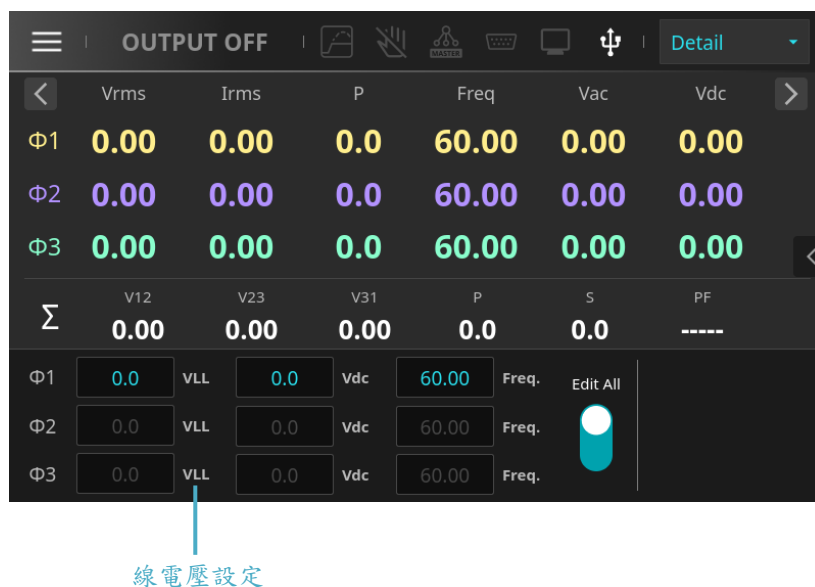 OUTPUT OFF MASTER Detail
Vrms Irms P Freq Vac Vdc
Φ1 0.00 0.00 0.0 60.00 0.00 0.00
Φ2 0.00 0.00 0.0 60.00 0.00 0.00
Φ3 0.00 0.00 0.0 60.00 0.00 0.00
V12 V23 V31 P S PF
Σ 0.00 0.00 0.00 0.0 0.0 -----
Φ1 0.0 VLL 0.0 Vdc 60.00 Freq. Edit All
Φ2 0.0 VLL 0.0 Vdc 60.00 Freq.
Φ3 0.0 VLL 0.0 Vdc 60.00 Freq.
線電壓設定